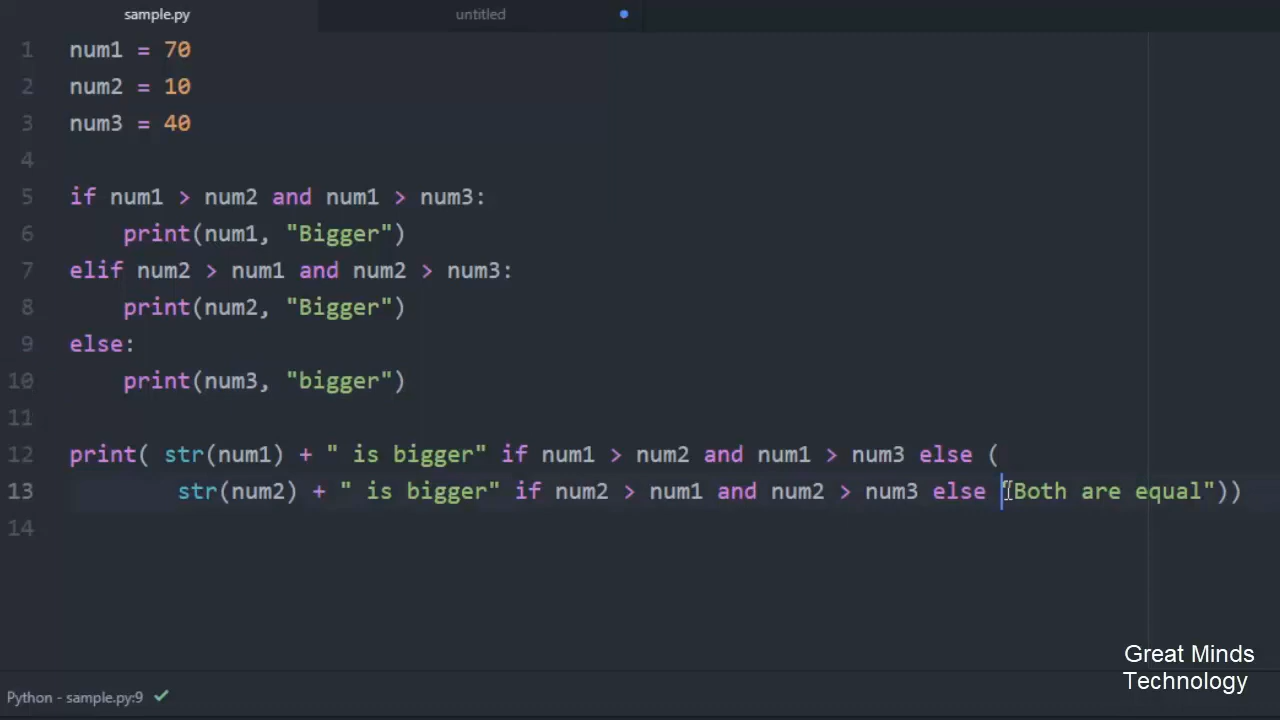 sample.py
untitled
1 num1 = 70
2 num2 = 10
3 num3 = 40
4
5 if num1 > num2 and num1 > num3:
6     print(num1, "Bigger")
7 elif num2 > num1 and num2 > num3:
8     print(num2, "Bigger")
9 else:
10     print(num3, "bigger")
11
12 print( str(num1) + " is bigger" if num1 > num2 and num1 > num3 else (
13         str(num2) + " is bigger" if num2 > num1 and num2 > num3 else "Both are equal"))
14
Great Minds
Technology
Python - sample.py:9 ✓